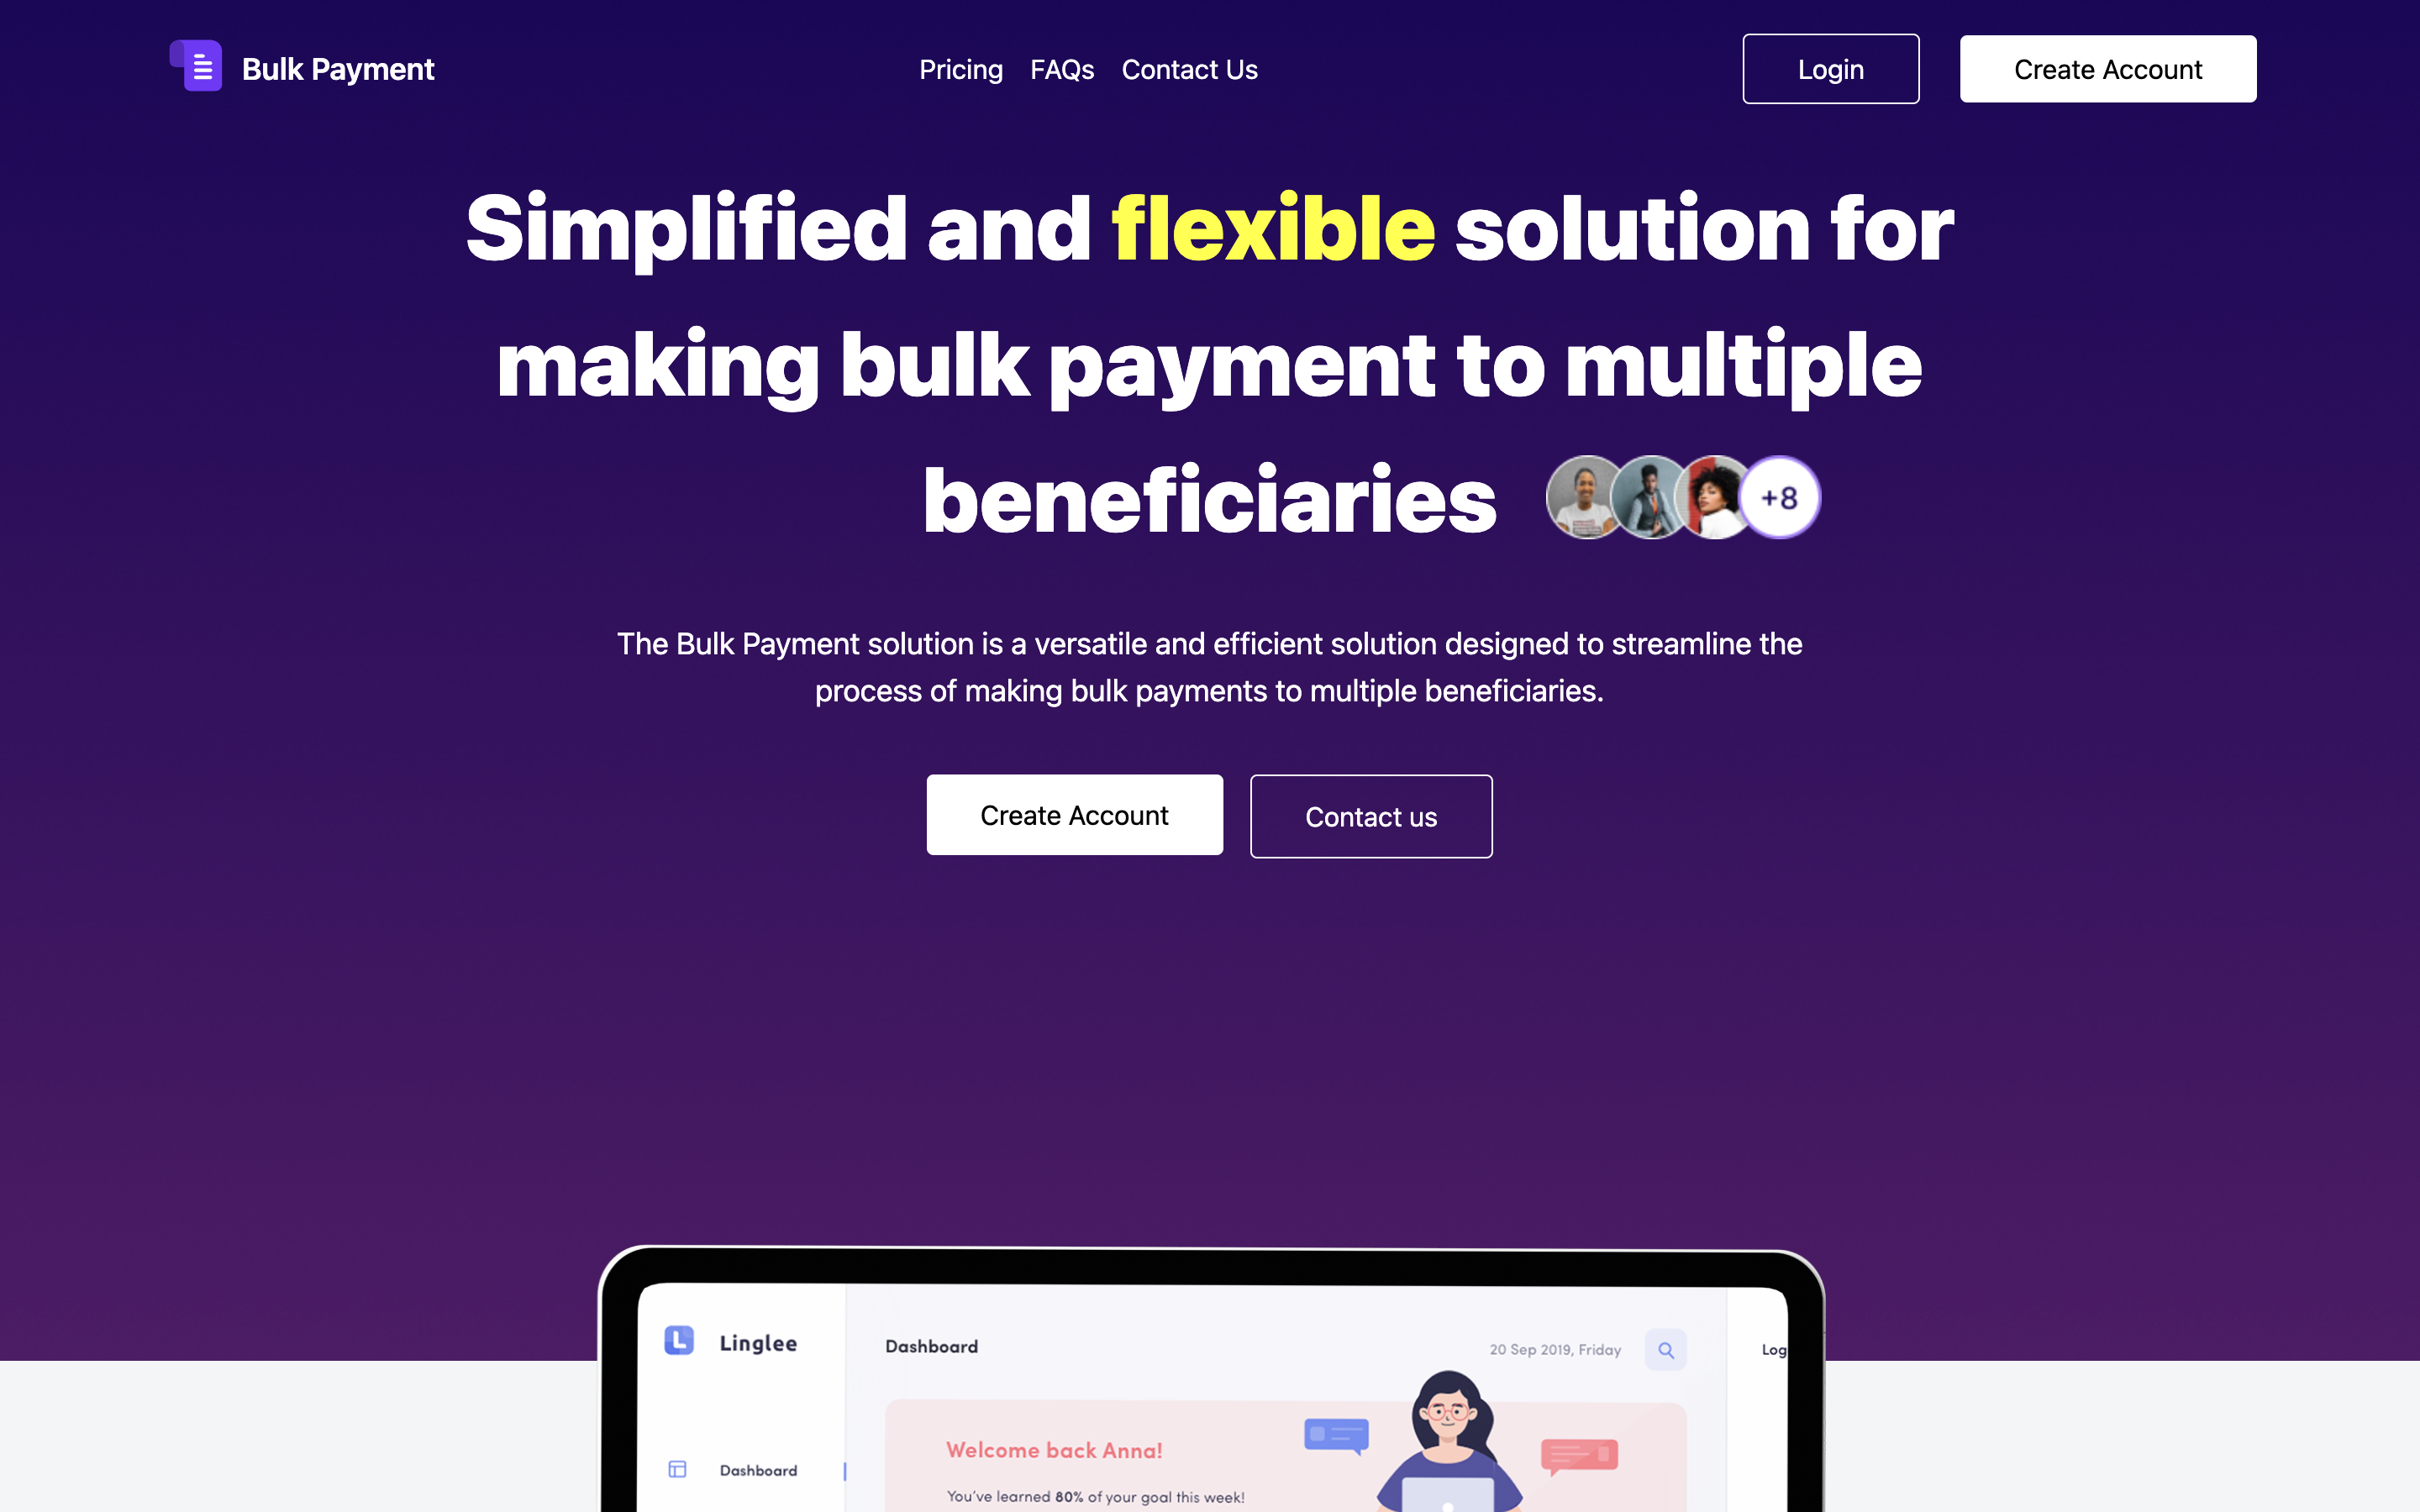 Bulk Payment
Pricing FAQs Contact Us
Login
Create Account
Simplified and flexible solution for
making bulk payment to multiple
beneficiaries
+8
The Bulk Payment solution is a versatile and efficient solution designed to streamline the
process of making bulk payments to multiple beneficiaries.
Create Account
Contact us
L Linglee
Dashboard
20 Sep 2019, Friday
Log
Welcome back Anna!
Dashboard
You've learned 80% of your goal this week!